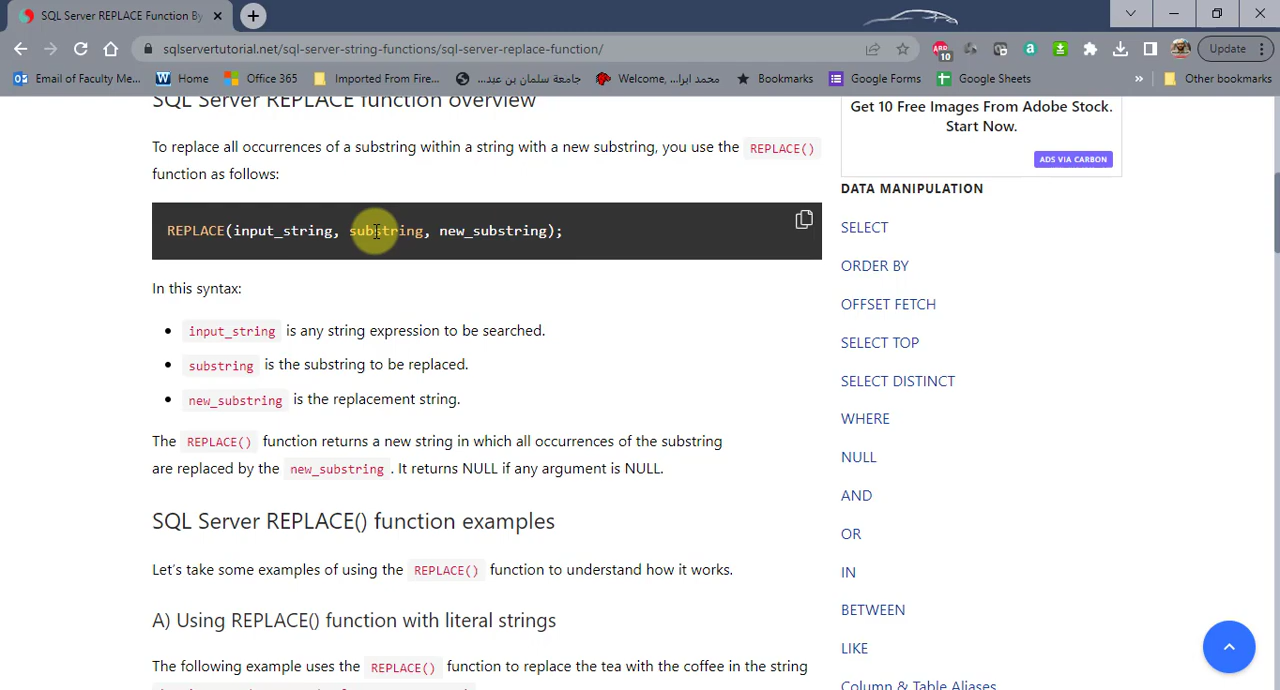 SQL Server REPLACE Function By
sqlservertutorial.net/sql-server-string-functions/sql-server-replace-function/
ABP
10
a
Update
Email of Faculty Me...
Home
Office 365
Imported From Fire...
جامعة سلمان بن عبد...
Welcome, محمد ابرا...
Bookmarks
Google Forms
Google Sheets
»
Other bookmarks
SQL Server REPLACE function overview
To replace all occurrences of a substring within a string with a new substring, you use the REPLACE()
function as follows:
REPLACE(input_string, substring, new_substring);
In this syntax:
• input_string is any string expression to be searched.
• substring is the substring to be replaced.
• new_substring is the replacement string.
The REPLACE() function returns a new string in which all occurrences of the substring
are replaced by the new_substring. It returns NULL if any argument is NULL.
SQL Server REPLACE() function examples
Let’s take some examples of using the REPLACE() function to understand how it works.
A) Using REPLACE() function with literal strings
The following example uses the REPLACE() function to replace the tea with the coffee in the string
Get 10 Free Images From Adobe Stock.
Start Now.
ADS VIA CARBON
DATA MANIPULATION
SELECT
ORDER BY
OFFSET FETCH
SELECT TOP
SELECT DISTINCT
WHERE
NULL
AND
OR
IN
BETWEEN
LIKE
Column & Table Aliases